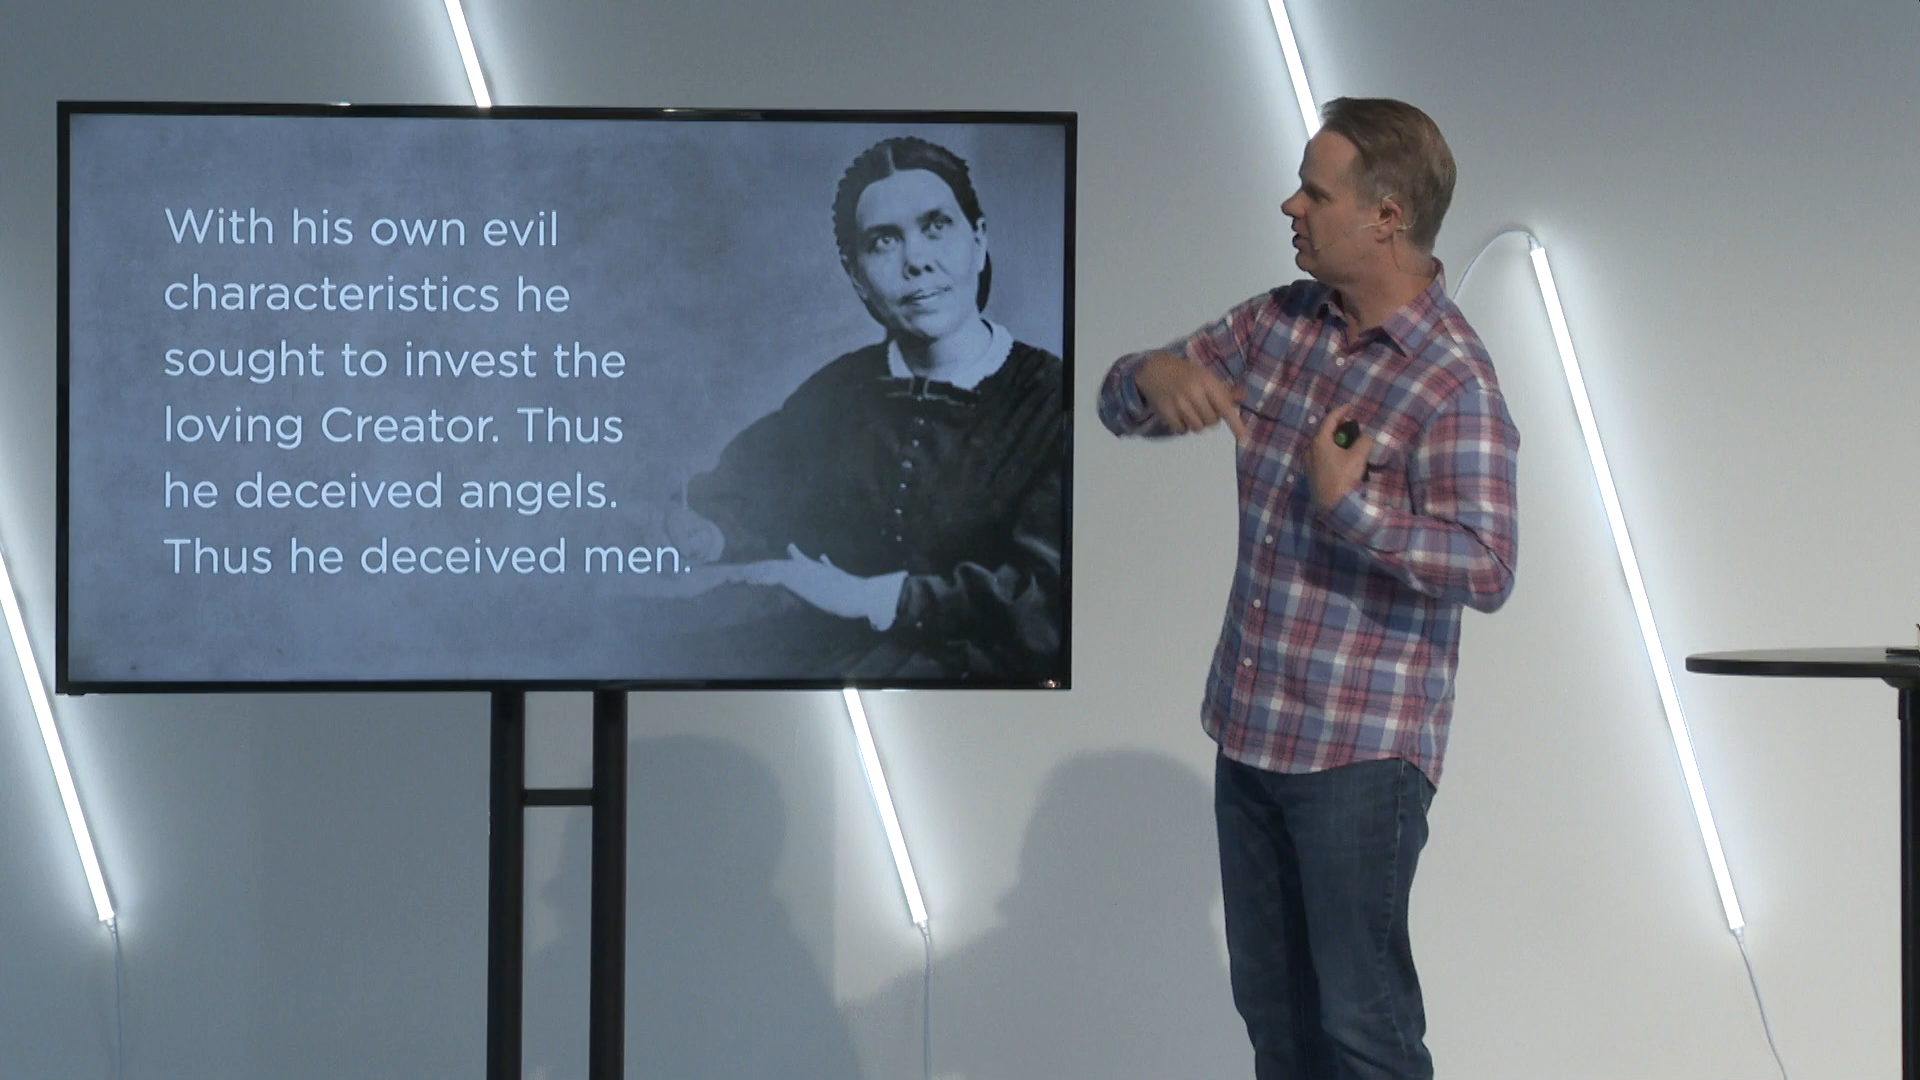 With his own evil
characteristics he
sought to invest the
loving Creator. Thus
he deceived angels.
Thus he deceived men.